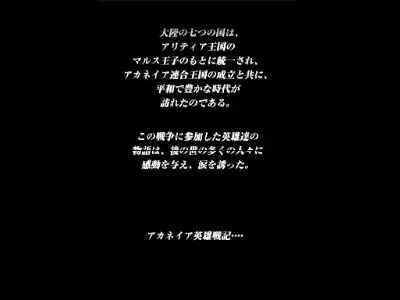 大陸の七つの国は、
アリティア王国の
マルス王子のもとに統一され、
アカネイア連合王国の成立と共に、
平和で豊かな時代が
訪れたのである。
この戦争に参加した英雄達の
物語は、後の世の多くの人々に
感動を与え、涙を誘った。
アカネイア英雄戦記‥‥